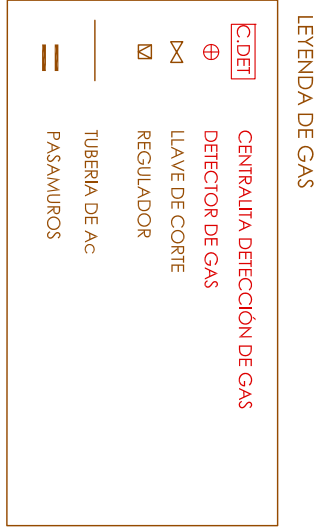 LEYENDA DE GAS
C.DET CENTRALITA DETECCIÓN DE GAS
DETECTOR DE GAS
LLAVE DE CORTE
REGULADOR
TUBERIA DE Ac
PASAMUROS